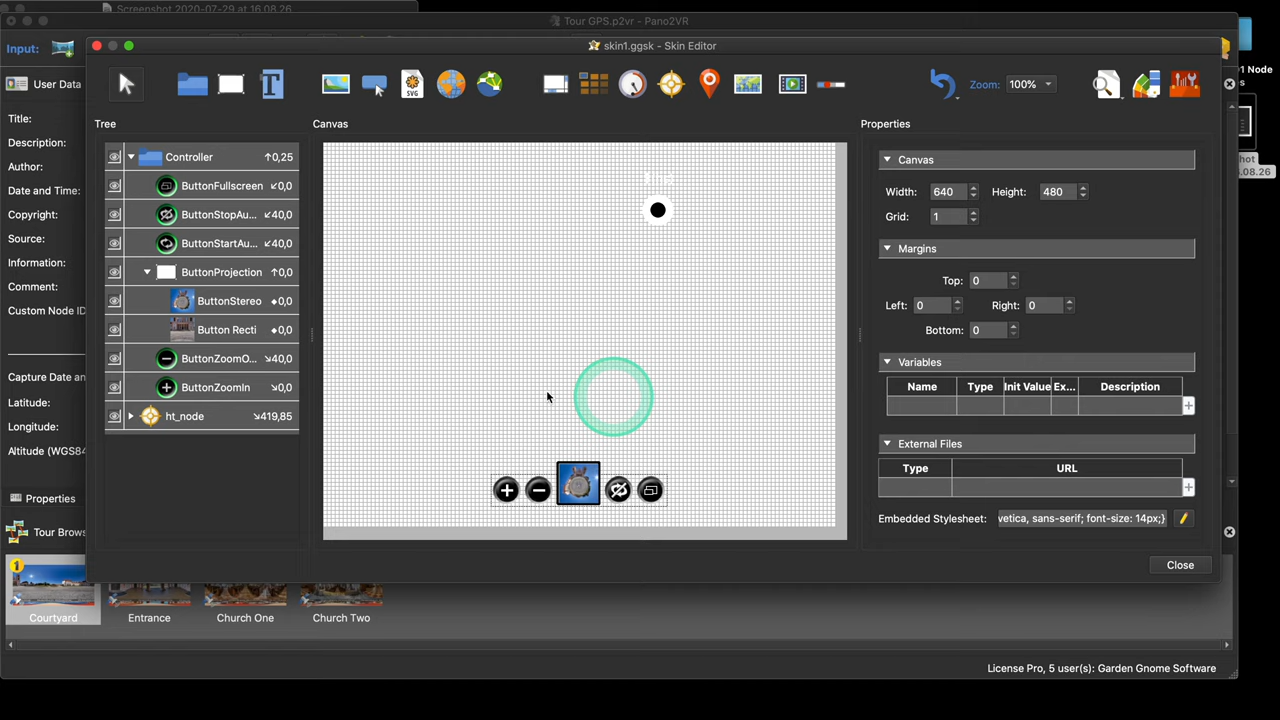 Screenshot 2020-07-29 at 16.08.26
Tour GPS.p2vr - Pano2VR
Input:
skin1.ggsk - Skin Editor
User Data
Title:
Description:
Author:
Date and Time:
Copyright:
Source:
Information:
Comment:
Custom Node ID
Capture Date an
Latitude:
Longitude:
Altitude (WGS84
Properties
Tour Brows
T
SVG
Zoom: 100%
Tree
Canvas
Properties
Controller ↑0,25
ButtonFullscreen ↙0,0
ButtonStopAu... ↙40,0
ButtonStartAu... ↙40,0
ButtonProjection ↑0,0
ButtonStereo ⬥0,0
Button Recti ⬥0,0
ButtonZoomO... ↘40,0
ButtonZoomIn ↘0,0
ht_node ↘419,85
Canvas
Width: 640 Height: 480
Grid: 1
Margins
Top: 0
Left: 0 Right: 0
Bottom: 0
Variables
Name Type Init Value Ex... Description
External Files
Type URL
Embedded Stylesheet: vetica, sans-serif; font-size: 14px;}
Close
1
Courtyard
Entrance
Church One
Church Two
License Pro, 5 user(s): Garden Gnome Software
1 Node
hot
.08.26